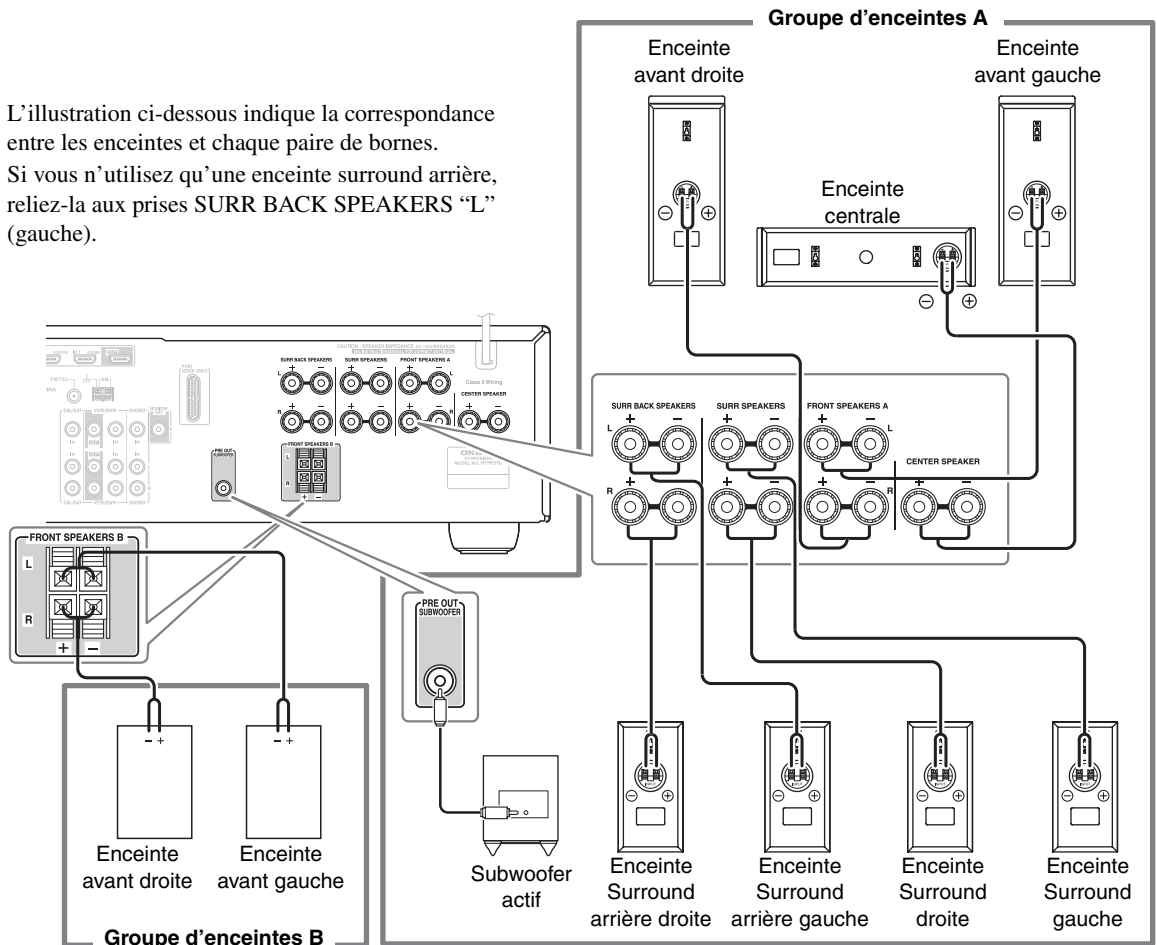 Groupe d'enceintes A
Enceinte
avant droite
Enceinte
avant gauche
L'illustration ci-dessous indique la correspondance
entre les enceintes et chaque paire de bornes.
Si vous n'utilisez qu'une enceinte surround arrière,
reliez-la aux prises SURR BACK SPEAKERS “L”
(gauche).
Enceinte
centrale
SURR BACK SPEAKERS SURR SPEAKERS FRONT SPEAKERS A
L + − + − + − L
Class 2 Wiring
CENTER SPEAKER
R + − + − + − R + −
FRONT SPEAKERS B
L
R
+ −
PRE OUT
SUBWOOFER
SURR BACK SPEAKERS SURR SPEAKERS FRONT SPEAKERS A
L + − + − + − L
CENTER SPEAKER
R + − + − + − R + −
FRONT SPEAKERS B
L
R
+ −
PRE OUT
SUBWOOFER
− +
− +
Enceinte
avant droite
Enceinte
avant gauche
Groupe d'enceintes B
Subwoofer
actif
Enceinte
Surround
arrière droite
Enceinte
Surround
arrière gauche
Enceinte
Surround
droite
Enceinte
Surround
gauche